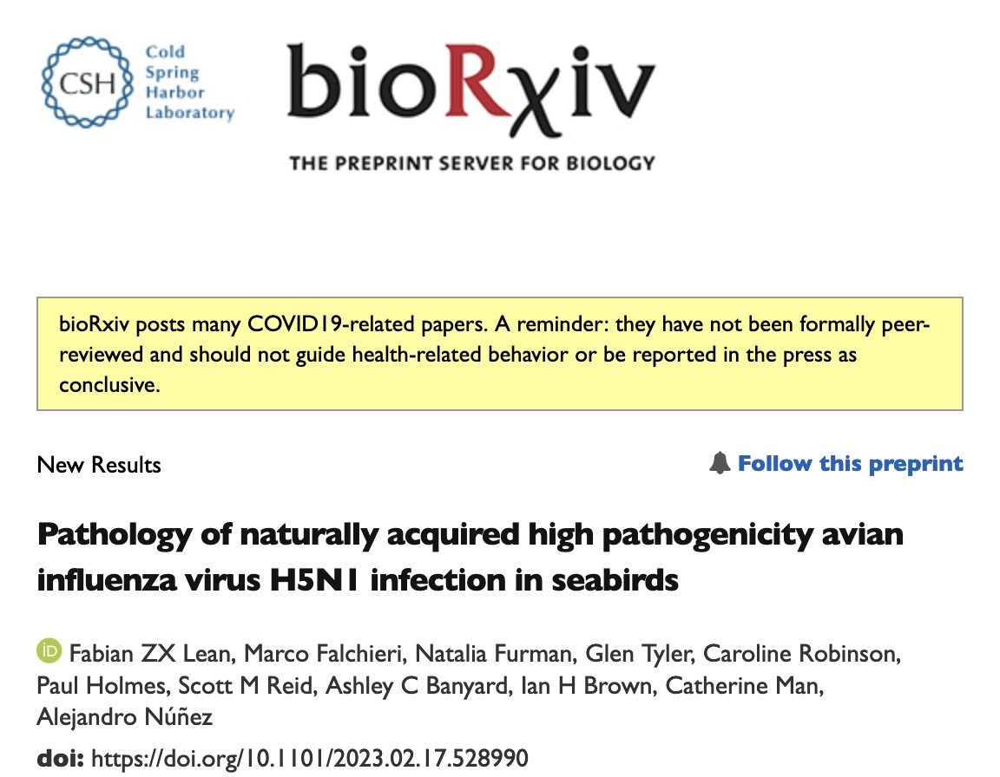 CSH
Cold
Spring
Harbor
Laboratory
bioRχiv
THE PREPRINT SERVER FOR BIOLOGY
bioRxiv posts many COVID19-related papers. A reminder: they have not been formally peer-
reviewed and should not guide health-related behavior or be reported in the press as
conclusive.
New Results
Follow this preprint
Pathology of naturally acquired high pathogenicity avian
influenza virus H5N1 infection in seabirds
iD Fabian ZX Lean, Marco Falchieri, Natalia Furman, Glen Tyler, Caroline Robinson,
Paul Holmes, Scott M Reid, Ashley C Banyard, Ian H Brown, Catherine Man,
Alejandro Núñez
doi: https://doi.org/10.1101/2023.02.17.528990